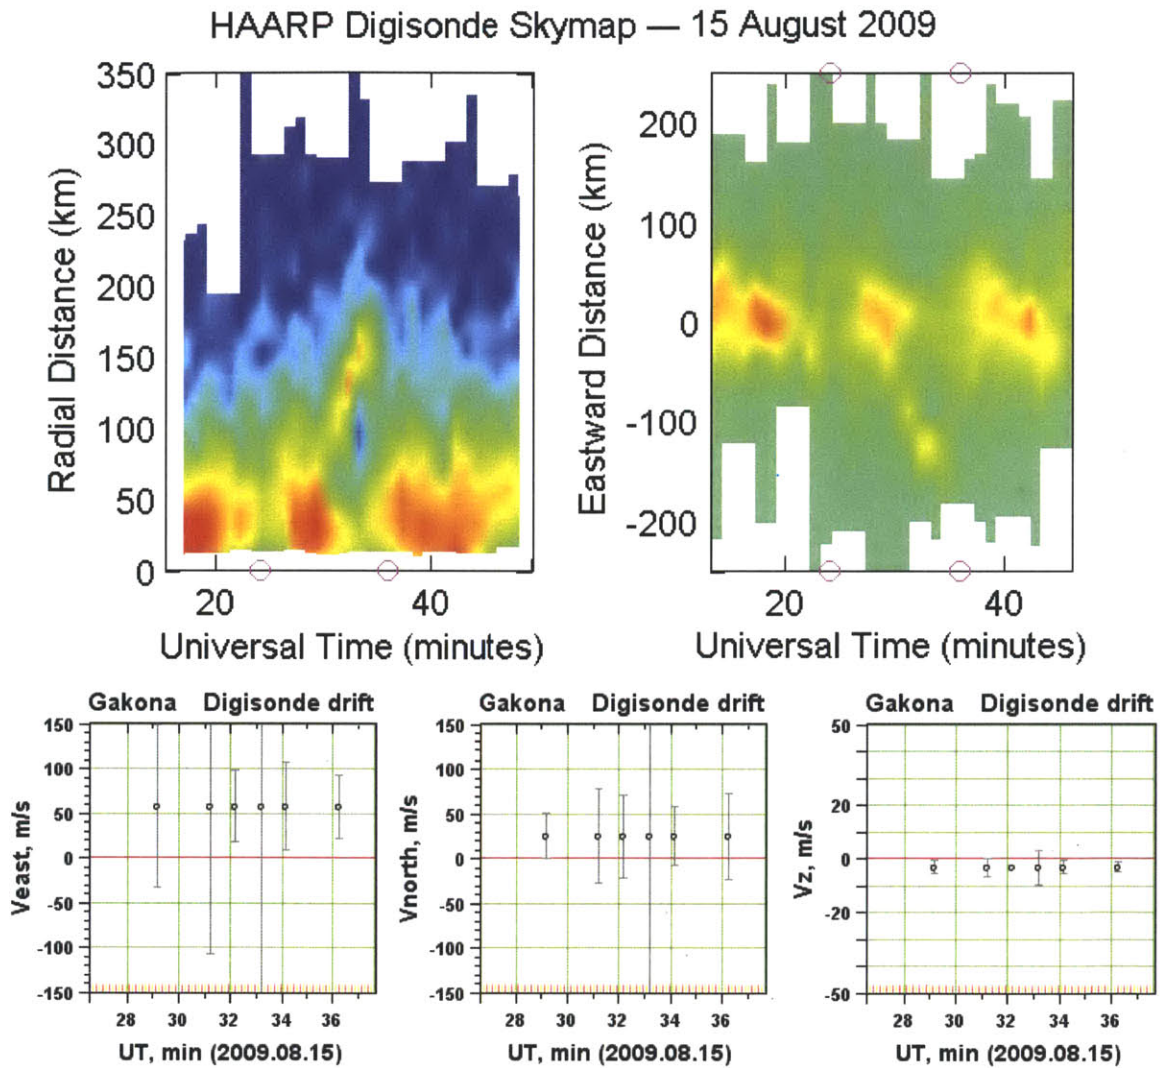 HAARP Digisonde Skymap — 15 August 2009
350
300
250
200
150
100
50
0
Radial Distance (km)
20 40
Universal Time (minutes)
200
100
0
-100
-200
Eastward Distance (km)
20 40
Universal Time (minutes)
Gakona Digisonde drift
150
100
50
0
-50
-100
-150
Veast, m/s
28 30 32 34 36
UT, min (2009.08.15)
Gakona Digisonde drift
150
100
50
0
-50
-100
-150
Vnorth, m/s
28 30 32 34 36
UT, min (2009.08.15)
Gakona Digisonde drift
50
20
0
-20
-50
Vz, m/s
28 30 32 34 36
UT, min (2009.08.15)